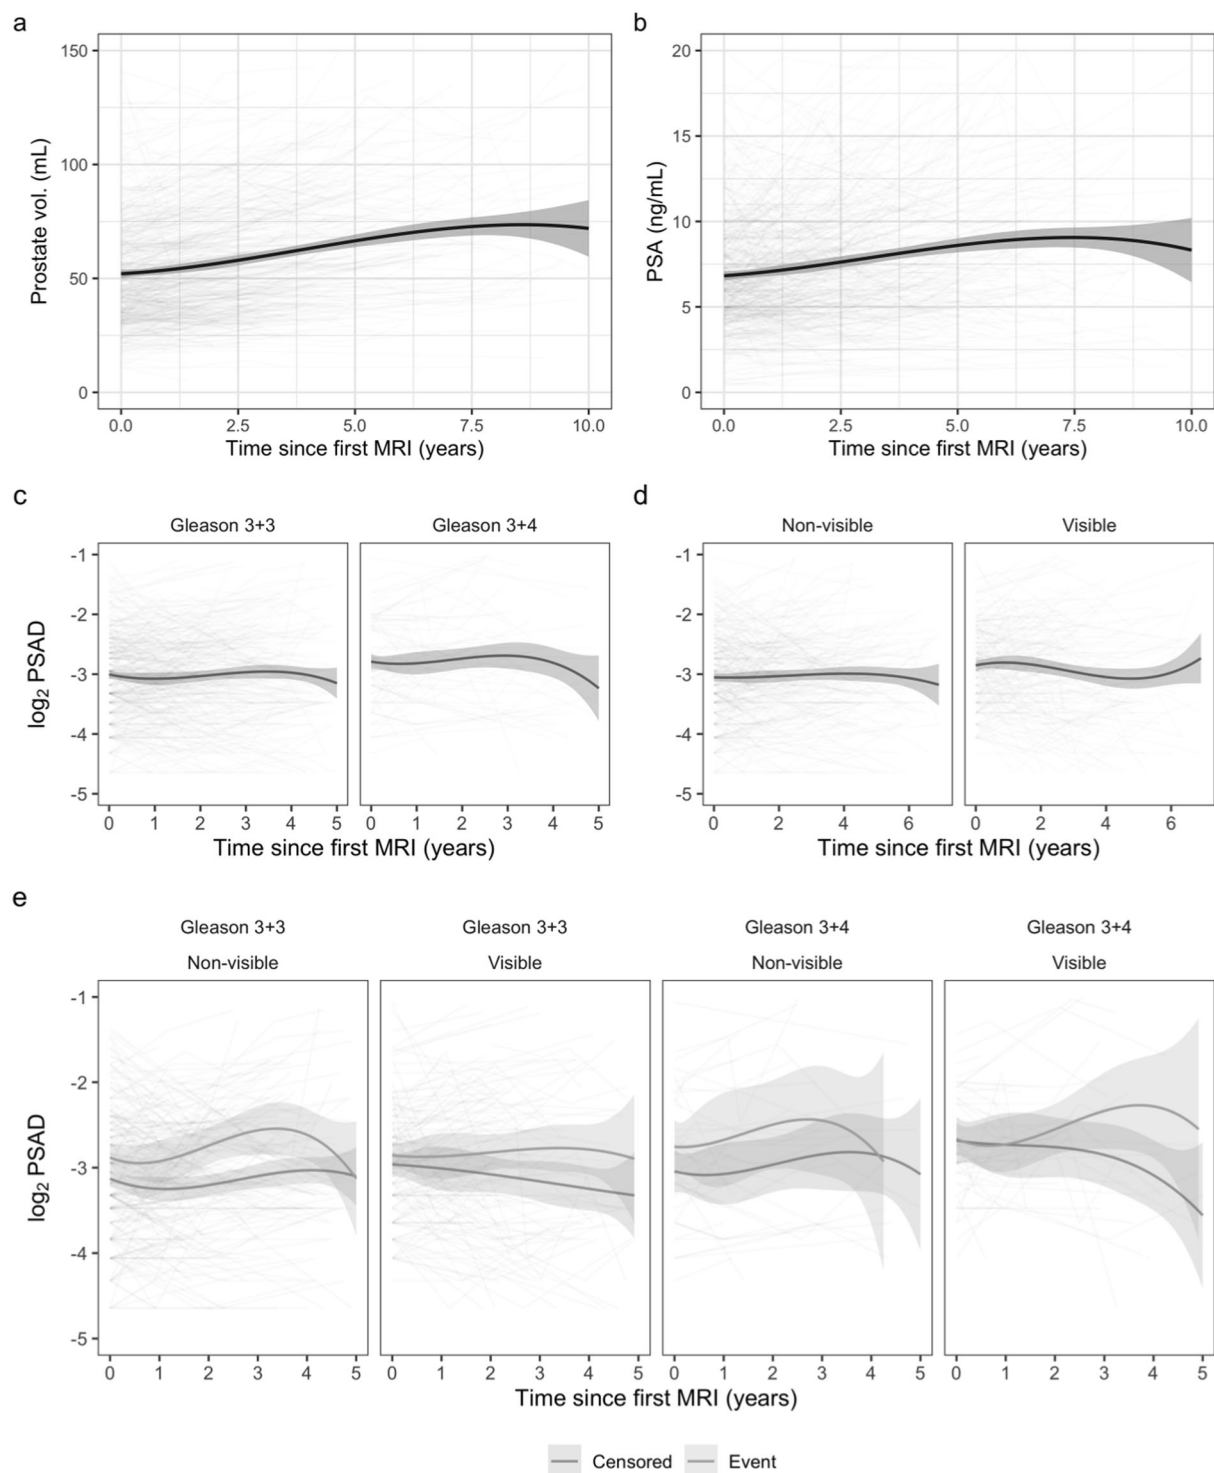 a
b
150
100
50
0
Prostate vol. (mL)
0.0 2.5 5.0 7.5 10.0
Time since first MRI (years)
20
15
10
5
0
PSA (ng/mL)
0.0 2.5 5.0 7.5 10.0
Time since first MRI (years)
c
d
Gleason 3+3 Gleason 3+4
-1
-2
-3
-4
-5
log₂ PSAD
0 1 2 3 4 5 0 1 2 3 4 5
Time since first MRI (years)
Non-visible Visible
-1
-2
-3
-4
-5
0 2 4 6 0 2 4 6
Time since first MRI (years)
e
Gleason 3+3 Gleason 3+3 Gleason 3+4 Gleason 3+4
Non-visible Visible Non-visible Visible
-1
-2
-3
-4
-5
log₂ PSAD
0 1 2 3 4 5 0 1 2 3 4 5 0 1 2 3 4 5 0 1 2 3 4 5
Time since first MRI (years)
Censored Event